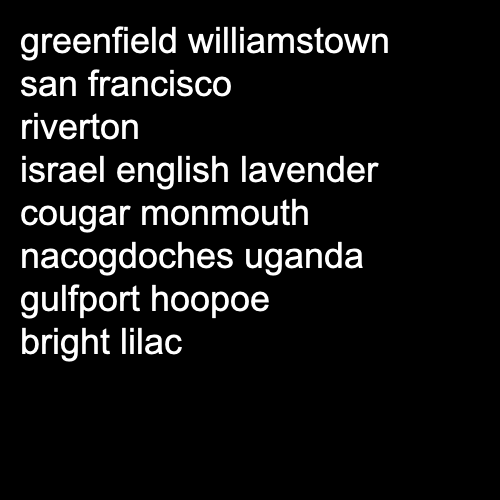 greenfield williamstown
san francisco
riverton
israel english lavender
cougar monmouth
nacogdoches uganda
gulfport hoopoe
bright lilac